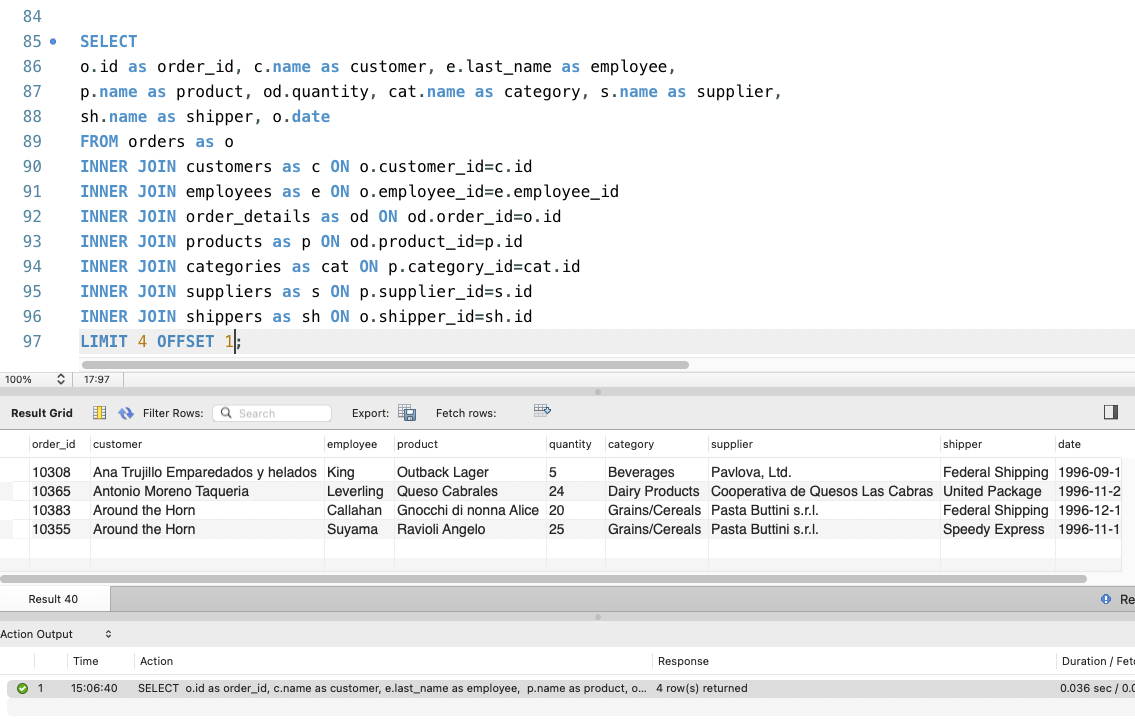 84
85 SELECT
86 o.id as order_id, c.name as customer, e.last_name as employee,
87 p.name as product, od.quantity, cat.name as category, s.name as supplier,
88 sh.name as shipper, o.date
89 FROM orders as o
90 INNER JOIN customers as c ON o.customer_id=c.id
91 INNER JOIN employees as e ON o.employee_id=e.employee_id
92 INNER JOIN order_details as od ON od.order_id=o.id
93 INNER JOIN products as p ON od.product_id=p.id
94 INNER JOIN categories as cat ON p.category_id=cat.id
95 INNER JOIN suppliers as s ON p.supplier_id=s.id
96 INNER JOIN shippers as sh ON o.shipper_id=sh.id
97 LIMIT 4 OFFSET 1;
100% 17:97
Result Grid Filter Rows: Search Export: Fetch rows:
order_id customer employee product quantity category supplier shipper date
10308 Ana Trujillo Emparedados y helados King Outback Lager 5 Beverages Pavlova, Ltd. Federal Shipping 1996-09-1
10365 Antonio Moreno Taqueria Leverling Queso Cabrales 24 Dairy Products Cooperativa de Quesos Las Cabras United Package 1996-11-2
10383 Around the Horn Callahan Gnocchi di nonna Alice 20 Grains/Cereals Pasta Buttini s.r.l. Federal Shipping 1996-12-1
10355 Around the Horn Suyama Ravioli Angelo 25 Grains/Cereals Pasta Buttini s.r.l. Speedy Express 1996-11-1
Result 40 Re
Action Output
Time Action Response Duration / Fetc
1 15:06:40 SELECT o.id as order_id, c.name as customer, e.last_name as employee, p.name as product, o... 4 row(s) returned 0.036 sec / 0.0